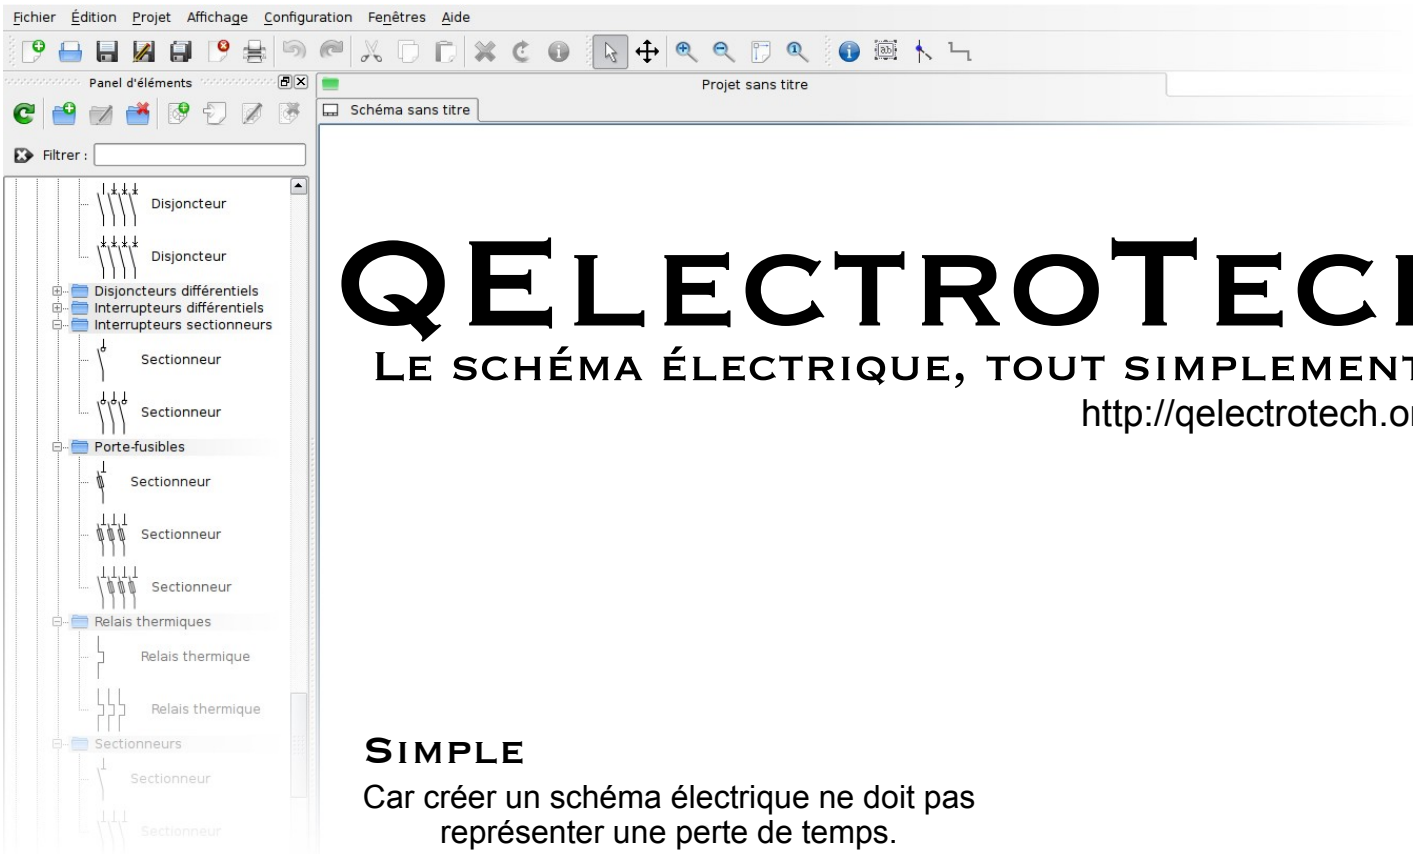 Fichier Édition Projet Affichage Configuration Fenêtres Aide
Panel d'éléments
Projet sans titre
Schéma sans titre
Filtrer :
Disjoncteur
Disjoncteur
Disjoncteurs différentiels
Interrupteurs différentiels
Interrupteurs sectionneurs
Sectionneur
Sectionneur
Porte-fusibles
Sectionneur
Sectionneur
Sectionneur
Relais thermiques
Relais thermique
Relais thermique
Sectionneurs
Sectionneur
Sectionneur
QElectroTech
Le schéma électrique, tout simplement
http://qelectrotech.or
Simple
Car créer un schéma électrique ne doit pas
représenter une perte de temps.